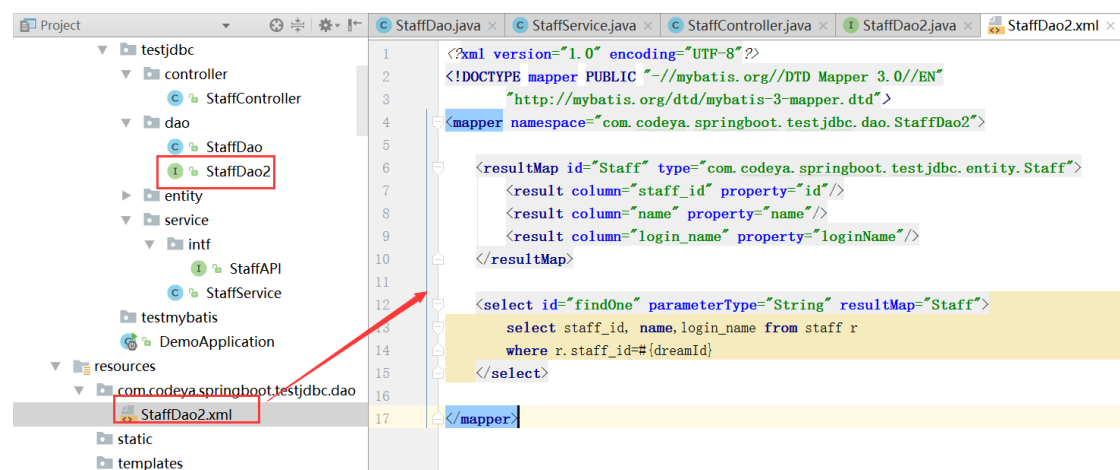 Project
StaffDao.java
StaffService.java
StaffController.java
StaffDao2.java
StaffDao2.xml
testjdbc
controller
StaffController
dao
StaffDao
StaffDao2
entity
service
intf
StaffAPI
StaffService
testmybatis
DemoApplication
resources
com.codeya.springboot.testjdbc.dao
StaffDao2.xml
static
templates
1 <?xml version="1.0" encoding="UTF-8"?>
2 <!DOCTYPE mapper PUBLIC "-//mybatis.org//DTD Mapper 3.0//EN"
3 "http://mybatis.org/dtd/mybatis-3-mapper.dtd">
4 <mapper namespace="com.codeya.springboot.testjdbc.dao.StaffDao2">
5
6 <resultMap id="Staff" type="com.codeya.springboot.testjdbc.entity.Staff">
7 <result column="staff_id" property="id"/>
8 <result column="name" property="name"/>
9 <result column="login_name" property="loginName"/>
10 </resultMap>
11
12 <select id="findOne" parameterType="String" resultMap="Staff">
13 select staff_id, name,login_name from staff r
14 where r.staff_id=#{dreamId}
15 </select>
16
17 </mapper>